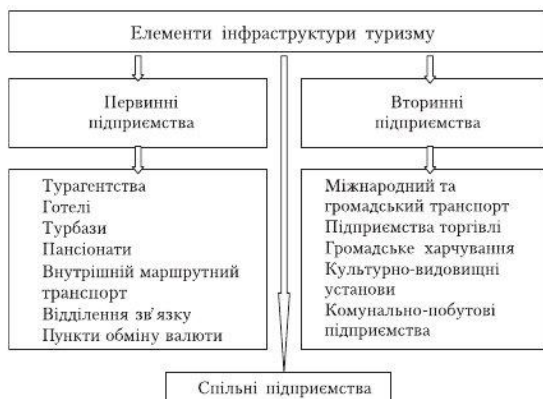 Елементи інфраструктури туризму
Первинні
підприємства
Вторинні
підприємства
Турагентства
Готелі
Турбази
Пансіонати
Внутрішній маршрутний
транспорт
Відділення зв'язку
Пункти обміну валюти
Міжнародний та
громадський транспорт
Підприємства торгівлі
Громадське харчування
Культурно-видовищні
установи
Комунально-побутові
підприємства
Спільні підприємства